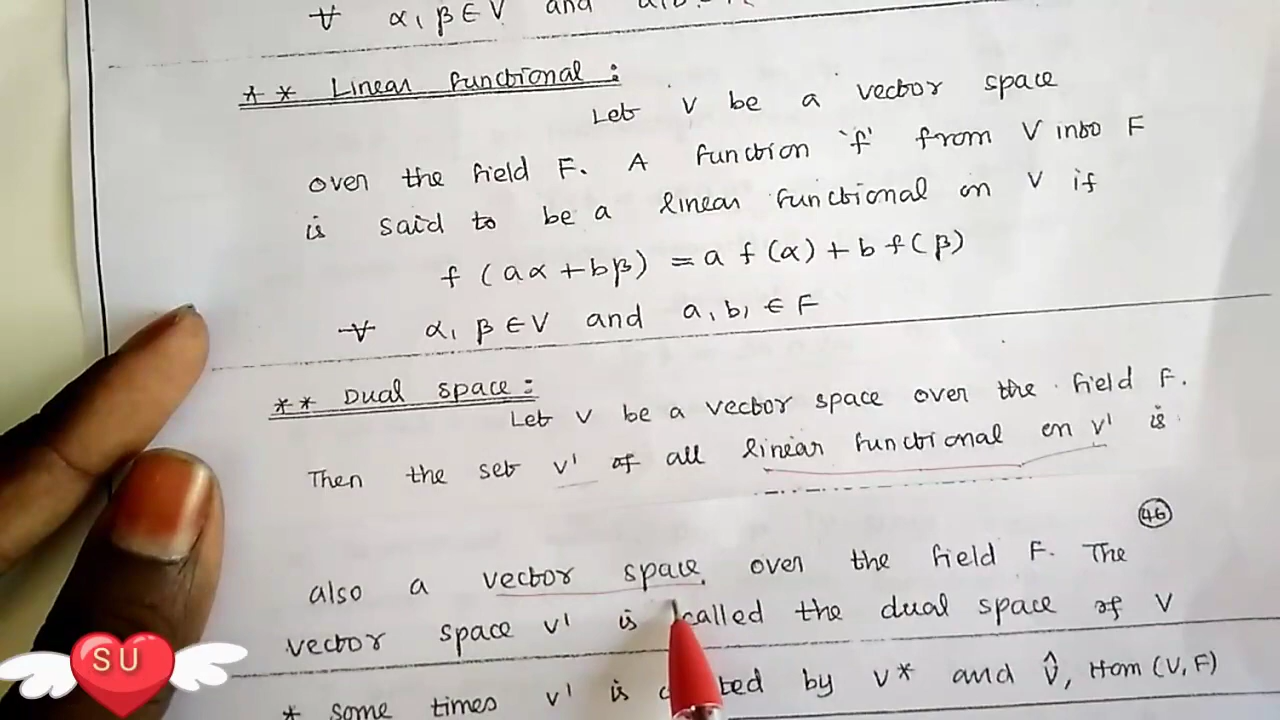 ∀ α, β ∈ V and
** Linear functional :
Let V be a vector space
over the field F. A function 'f' from V into F
is said to be a linear functional on V if
f (aα + bβ) = a f(α) + b f(β)
∀ α, β ∈ V and a, b, ∈ F
** Dual space :
Let V be a vector space over the field F.
Then the set V' of all linear functional on V' is
46
also a vector space over the field F. The
vector space V' is called the dual space of V
* some times V' is by V* and V̂, Hom (V, F)
SU